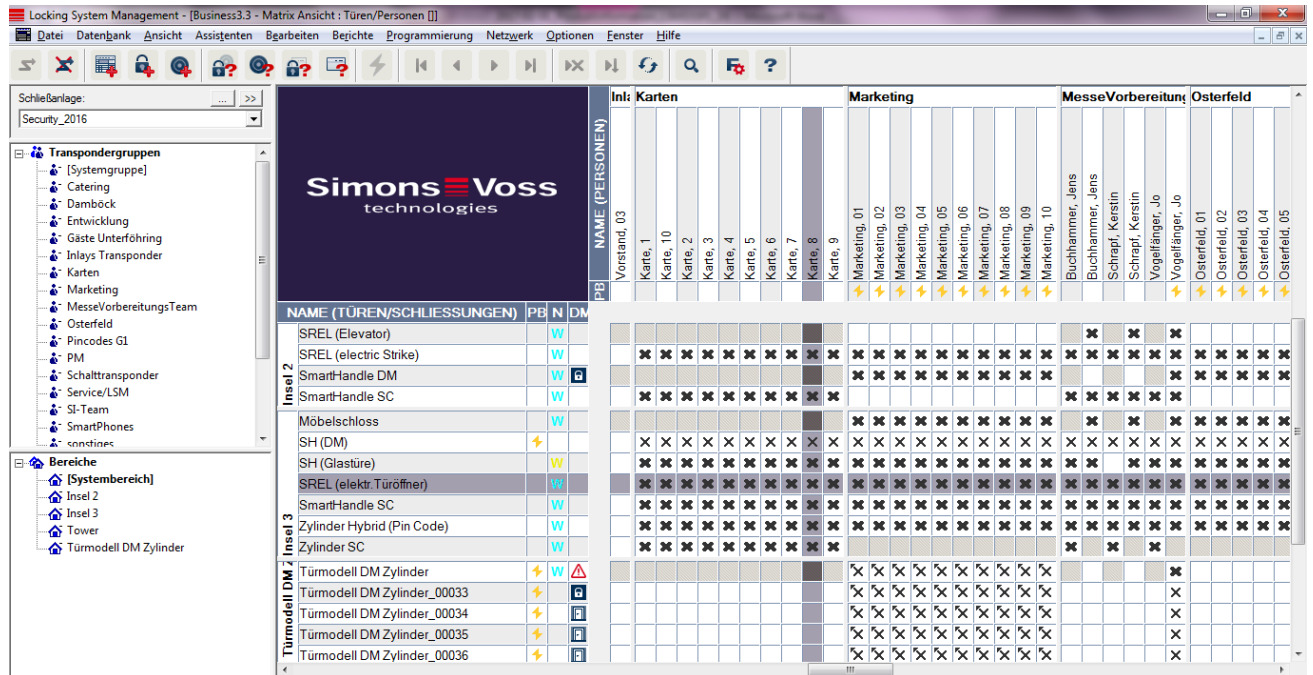 Locking System Management - [Business3.3 - Matrix Ansicht : Türen/Personen []]
Datei Datenbank Ansicht Assistenten Bearbeiten Berichte Programmierung Netzwerk Optionen Fenster Hilfe
Schließanlage:
... >>
Security_2016
Transpondergruppen
[Systemgruppe]
Catering
Damböck
Entwicklung
Gäste Unterföhring
Inlays Transponder
Karten
Marketing
MesseVorbereitungsTeam
Osterfeld
Pincodes G1
PM
Schalttransponder
Service/LSM
SI-Team
SmartPhones
sonstiges
Bereiche
[Systembereich]
Insel 2
Insel 3
Tower
Türmodell DM Zylinder
Simons Voss
technologies
NAME (PERSONEN)
PB
Karten Marketing MesseVorbereitung Osterfeld
Vorstand, 03
Karte, 1
Karte, 10
Karte, 2
Karte, 3
Karte, 4
Karte, 5
Karte, 6
Karte, 7
Karte, 8
Karte, 9
Marketing, 01
Marketing, 02
Marketing, 03
Marketing, 04
Marketing, 05
Marketing, 06
Marketing, 07
Marketing, 08
Marketing, 09
Marketing, 10
Buchhammer, Jens
Buchhammer, Jens
Schrapf, Kerstin
Schrapf, Kerstin
Vogelfänger, Jo
Vogelfänger, Jo
Osterfeld, 01
Osterfeld, 02
Osterfeld, 03
Osterfeld, 04
Osterfeld, 05
NAME (TÜREN/SCHLIESSUNGEN) PB N DM
Insel 2
SREL (Elevator) W
SREL (electric Strike) W
SmartHandle DM W
SmartHandle SC W
Insel 3
Möbelschloss W
SH (DM)
SH (Glastüre) W
SREL (elektr.Türöffner) W
SmartHandle SC W
Zylinder Hybrid (Pin Code) W
Zylinder SC W
Türmodell DM Z
Türmodell DM Zylinder W
Türmodell DM Zylinder_00033
Türmodell DM Zylinder_00034
Türmodell DM Zylinder_00035
Türmodell DM Zylinder_00036